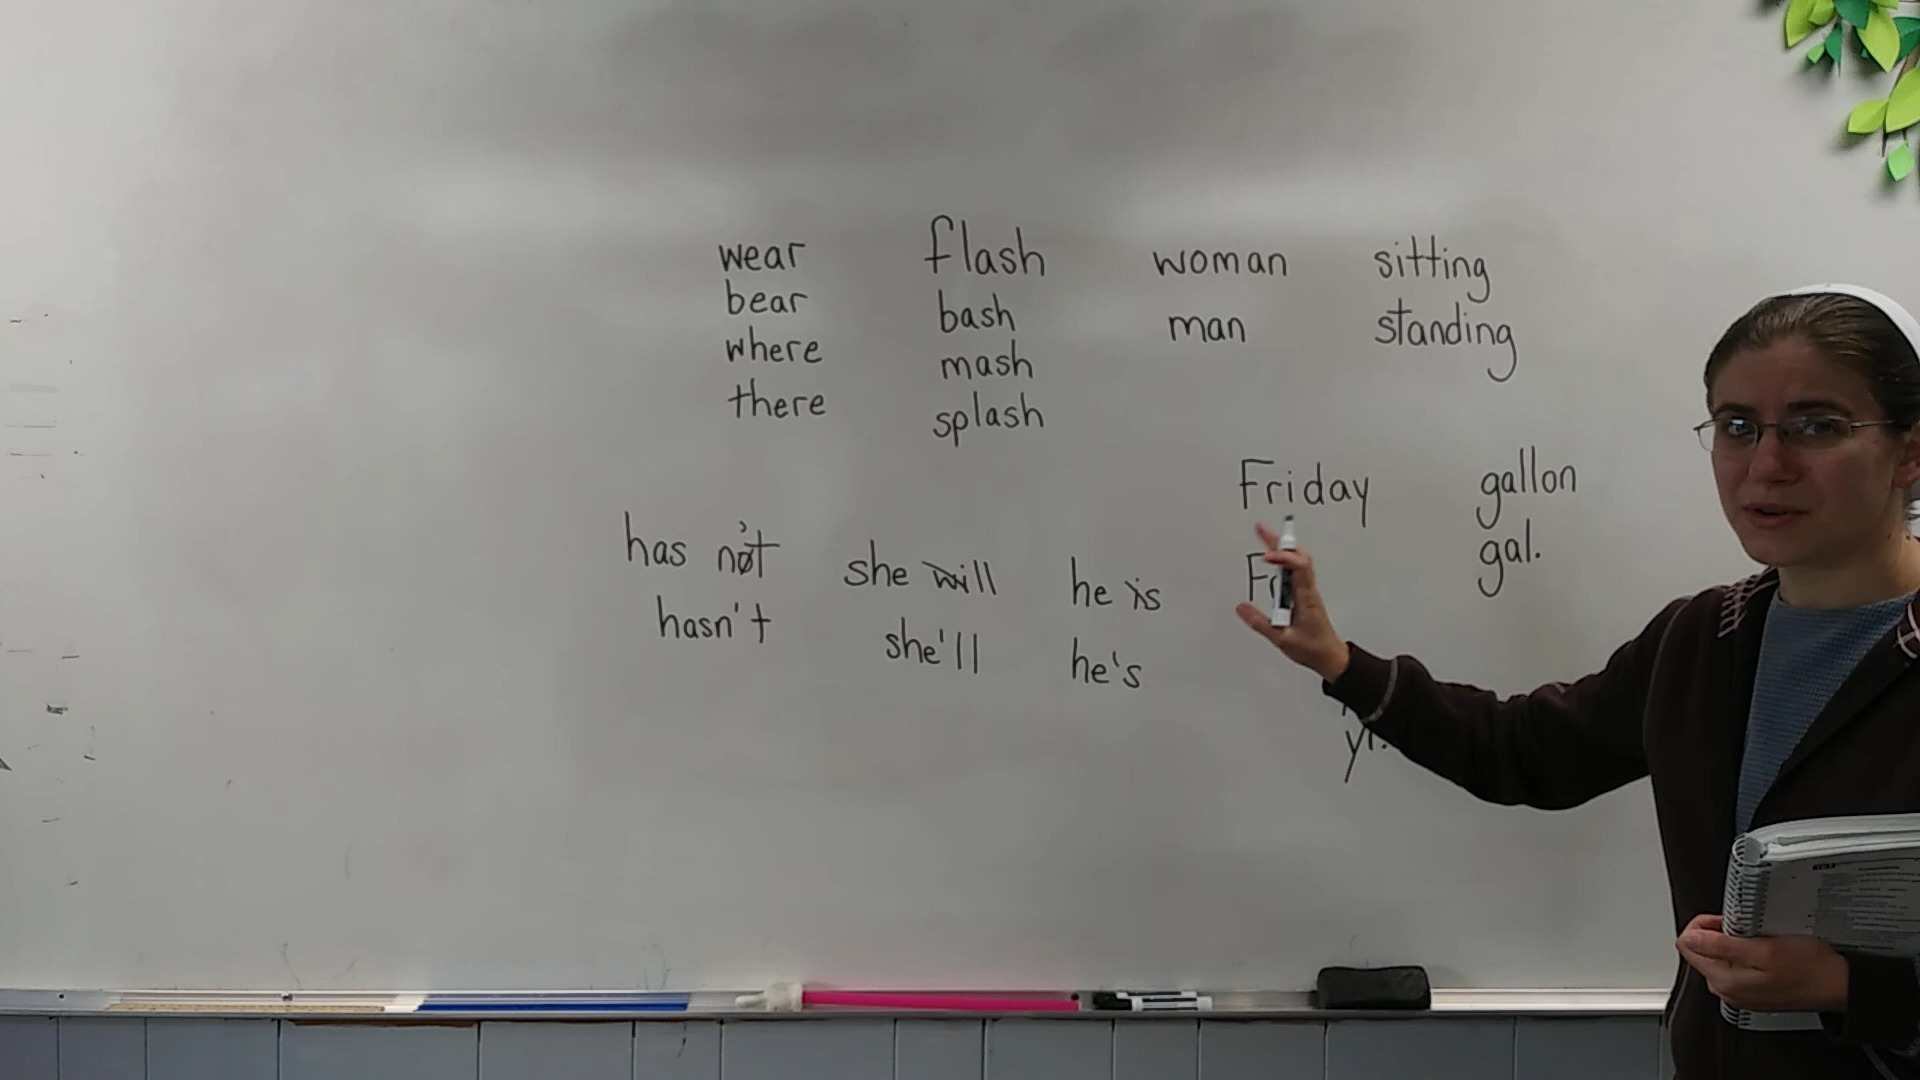 wear
bear
where
there
flash
bash
mash
splash
woman
man
sitting
standing
has not
hasn't
she will
she'll
he is
he's
Friday
gallon
gal.
yr.